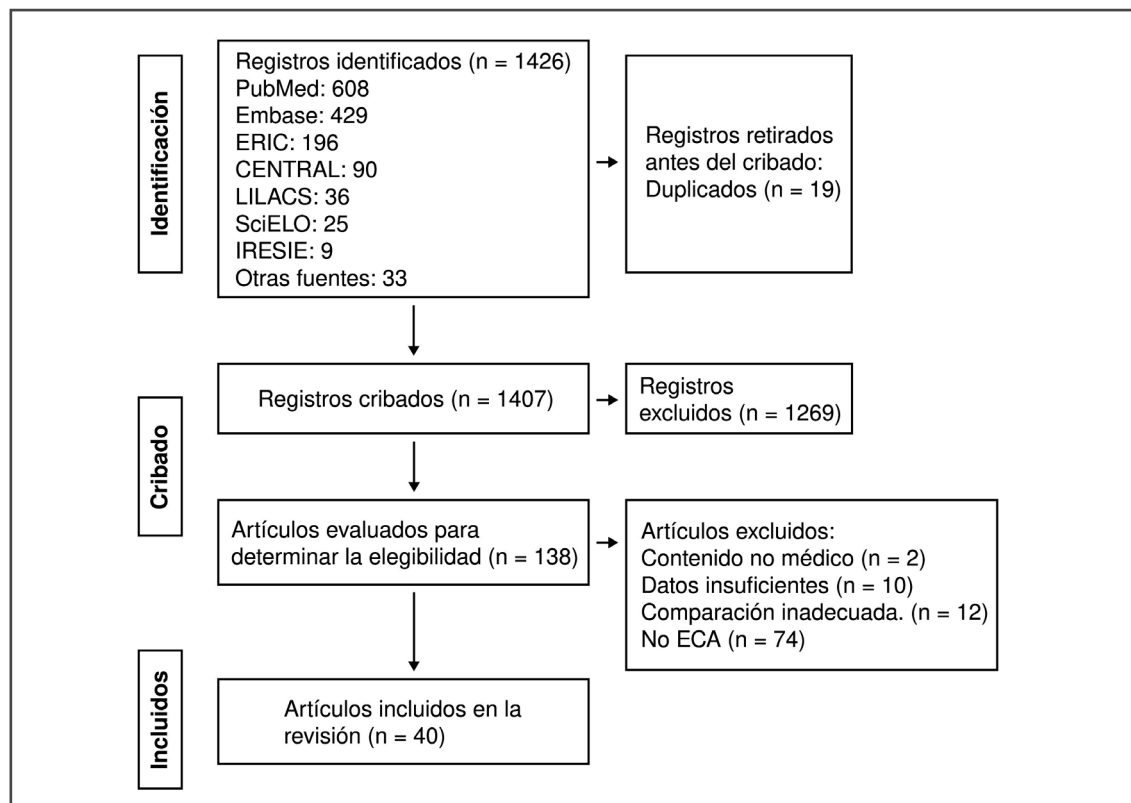 Identificación
Registros identificados (n = 1426)
PubMed: 608
Embase: 429
ERIC: 196
CENTRAL: 90
LILACS: 36
SciELO: 25
IRESIE: 9
Otras fuentes: 33
Registros retirados
antes del cribado:
Duplicados (n = 19)
Cribado
Registros cribados (n = 1407)
Registros
excluidos (n = 1269)
Artículos evaluados para
determinar la elegibilidad (n = 138)
Artículos excluidos:
Contenido no médico (n = 2)
Datos insuficientes (n = 10)
Comparación inadecuada. (n = 12)
No ECA (n = 74)
Incluidos
Artículos incluidos en la
revisión (n = 40)